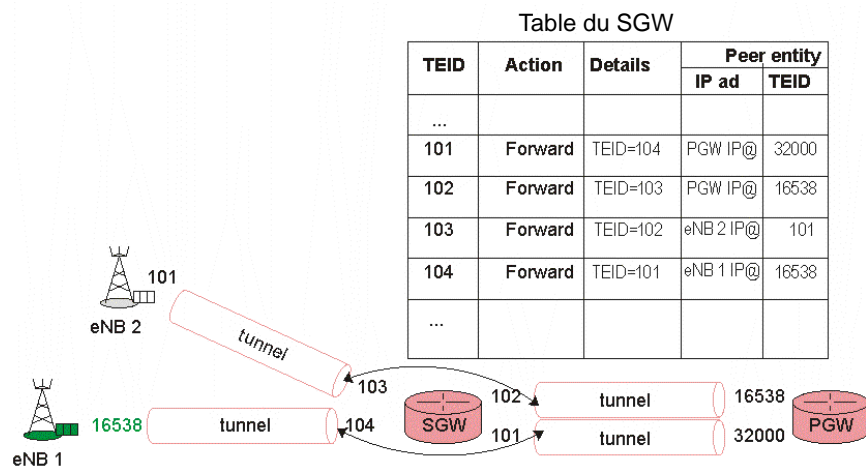 Table du SGW
TEID Action Details Peer entity
IP ad TEID
...
101 Forward TEID=104 PGW IP@ 32000
102 Forward TEID=103 PGW IP@ 16538
103 Forward TEID=102 eNB 2 IP@ 101
104 Forward TEID=101 eNB 1 IP@ 16538
...
101
eNB 2
tunnel
103
102
tunnel
16538
16538
tunnel
104
SGW
101
tunnel
32000
PGW
eNB 1